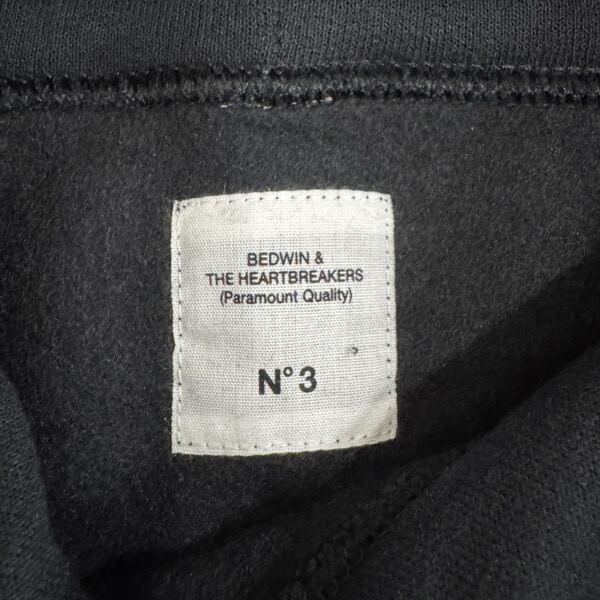 BEDWIN &
THE HEARTBREAKERS
(Paramount Quality)
N° 3